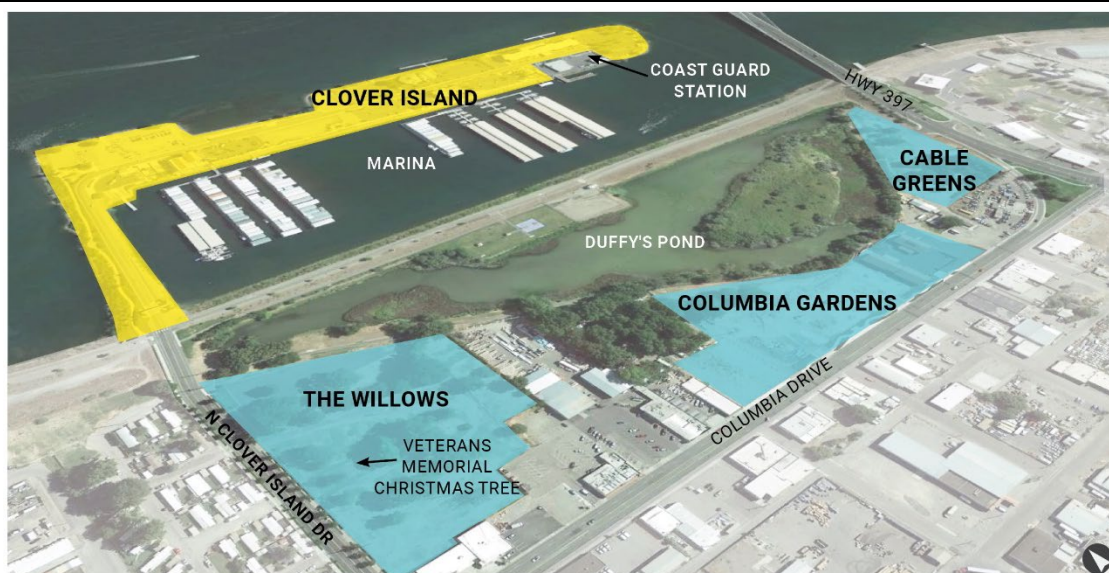 COAST GUARD
STATION
HWY 397
CLOVER ISLAND
MARINA
CABLE
GREENS
DUFFY'S POND
COLUMBIA GARDENS
COLUMBIA DRIVE
THE WILLOWS
VETERANS
MEMORIAL
CHRISTMAS TREE
N CLOVER ISLAND DR